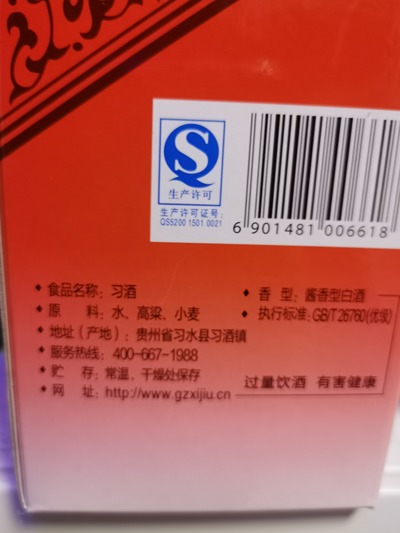 QS
生产许可
生产许可证号:
QS5200 1501 0021
6 901481 006618
食品名称: 习酒
香 型: 酱香型白酒
原 料: 水、高粱、小麦
执行标准: GB/T 26760(优级)
地址(产地): 贵州省习水县习酒镇
服务热线: 400-667-1988
贮 存: 常温、干燥处保存
过量饮酒 有害健康
网 址: http://www.gzxijiu.cn